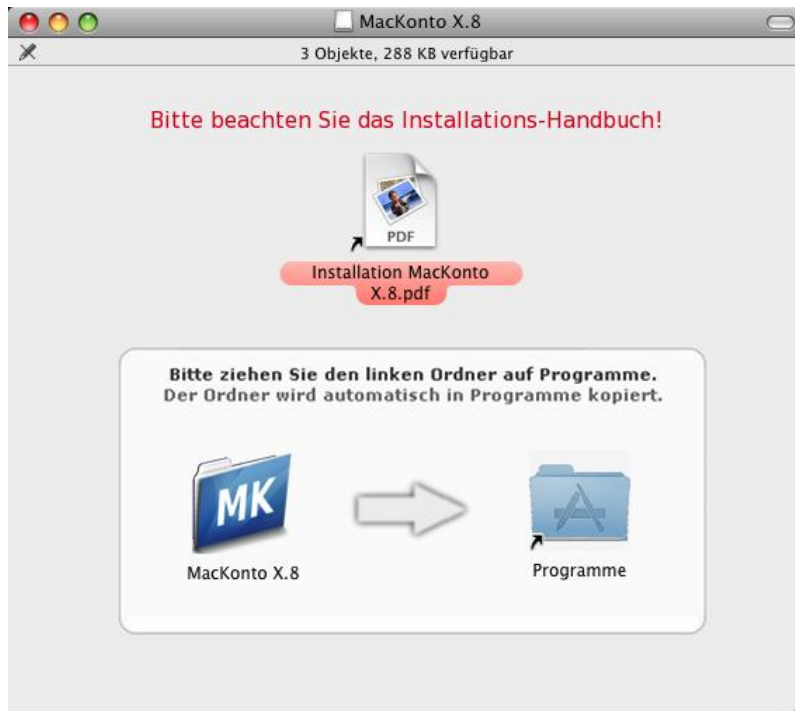 MacKonto X.8
3 Objekte, 288 KB verfügbar
Bitte beachten Sie das Installations-Handbuch!
PDF
Installation MacKonto
X.8.pdf
Bitte ziehen Sie den linken Ordner auf Programme.
Der Ordner wird automatisch in Programme kopiert.
MK
MacKonto X.8
Programme